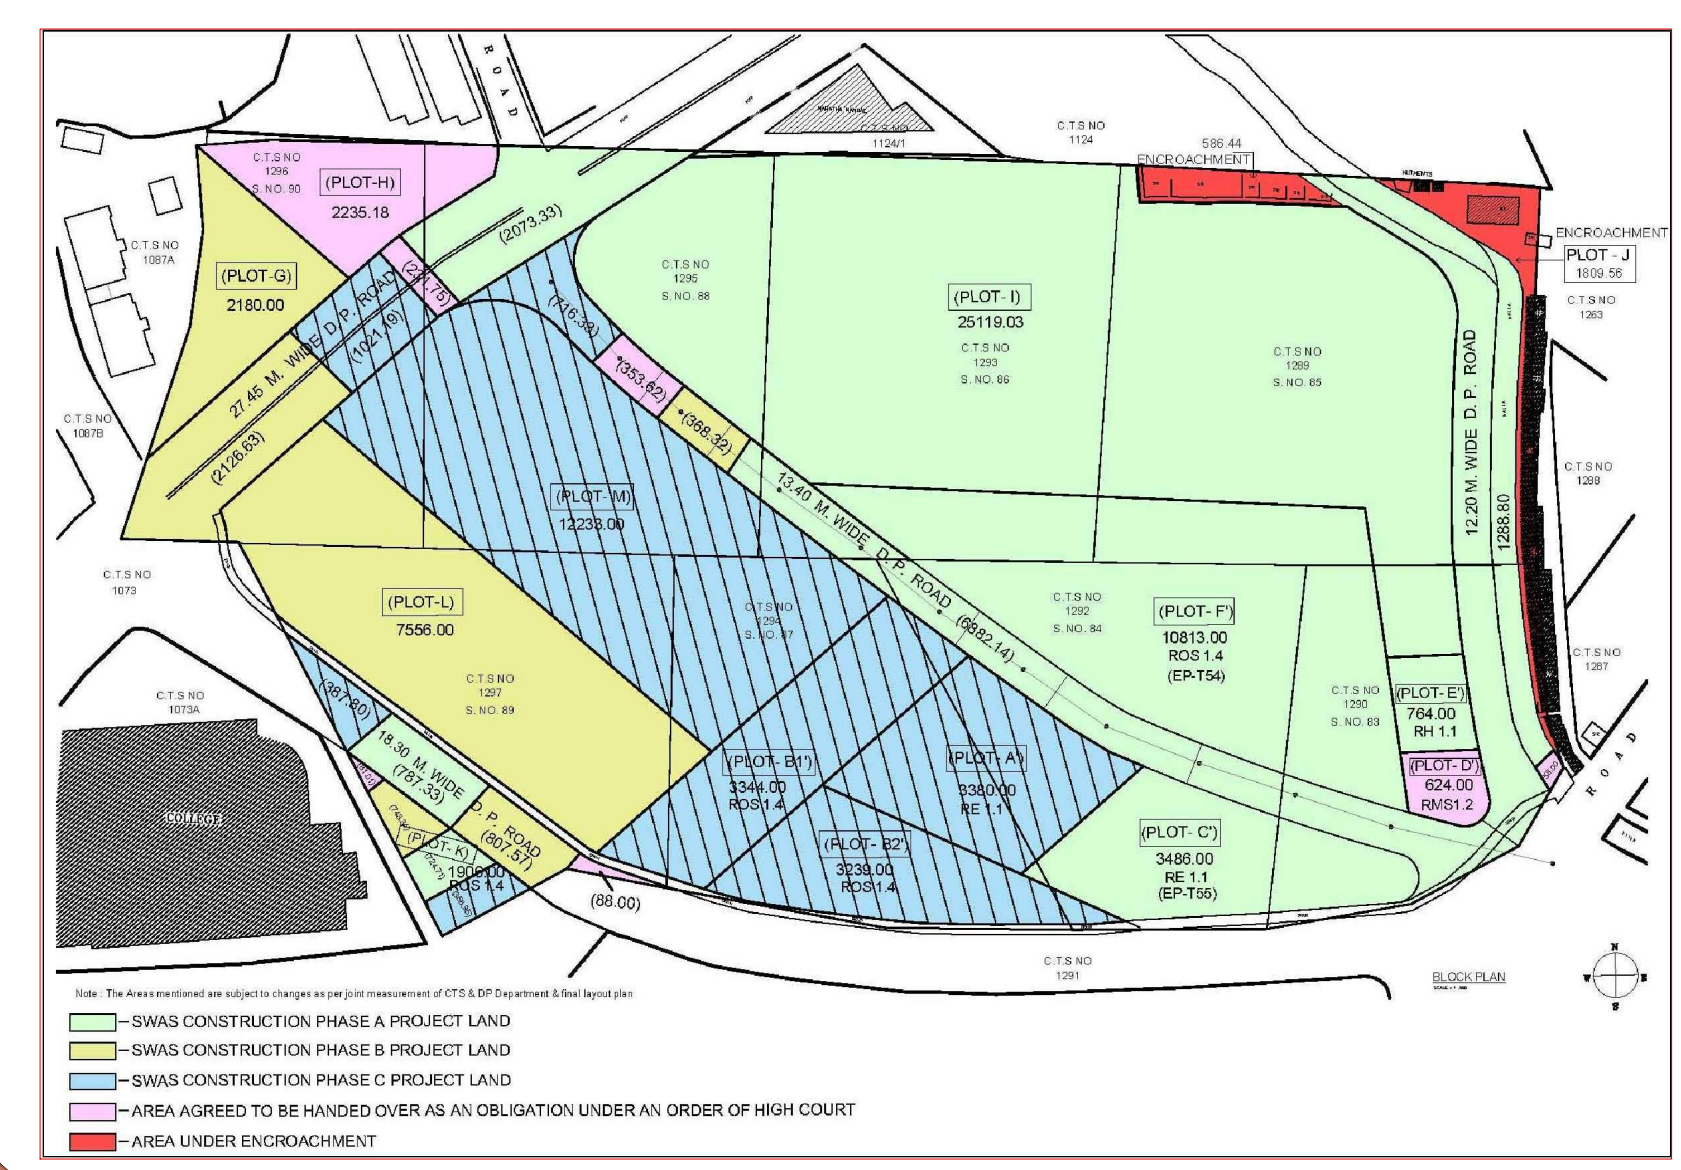 ROAD
C.T.S NO
1296
S. NO. 90
(PLOT-H)
2235.18
C.T.S NO
1087A
(PLOT-G)
2180.00
C.T.S NO
1087B
27.45 M. WIDE D. P. ROAD
(1021.19)
(2126.63)
(2073.33)
(716.33)
(353.62)
(368.32)
1124/1
C.T.S NO
1124
586.44
ENCROACHMENT
HUTMENTS
ENCROACHMENT
PLOT - J
1809.56
C.T.S NO
1263
C.T.S NO
1295
S. NO. 88
(PLOT- I)
25119.03
C.T.S NO
1293
S. NO. 86
C.T.S NO
1289
S. NO. 85
12.20 M. WIDE D. P. ROAD
1288.80
C.T.S NO
1288
(PLOT- M)
12233.00
13.40 M. WIDE D. P. ROAD
(6882.14)
C.T.S NO
1073
(PLOT-L)
7556.00
C.T.S NO
1297
S. NO. 89
C.T.S NO
1294
S. NO. 87
C.T.S NO
1292
S. NO. 84
(PLOT- F')
10813.00
ROS 1.4
(EP-T54)
C.T.S NO
1290
S. NO. 83
(PLOT- E')
764.00
RH 1.1
C.T.S NO
1287
(PLOT- D')
624.00
RMS1.2
ROAD
C.T.S NO
1073A
(387.80)
18.30 M. WIDE D. P. ROAD
(787.33)
(807.57)
COLLEGE
(PLOT- K)
1906.00
ROS 1.4
(88.00)
(PLOT- B1')
3344.00
ROS 1.4
(PLOT- A')
3380.00
RE 1.1
(PLOT- B2')
3239.00
ROS 1.4
(PLOT- C')
3486.00
RE 1.1
(EP-T55)
C.T.S NO
1291
BLOCK PLAN
N
W
S
Note : The Areas mentioned are subject to changes as per joint measurement of CTS & DP Department & final layout plan
SWAS CONSTRUCTION PHASE A PROJECT LAND
SWAS CONSTRUCTION PHASE B PROJECT LAND
SWAS CONSTRUCTION PHASE C PROJECT LAND
AREA AGREED TO BE HANDED OVER AS AN OBLIGATION UNDER AN ORDER OF HIGH COURT
AREA UNDER ENCROACHMENT